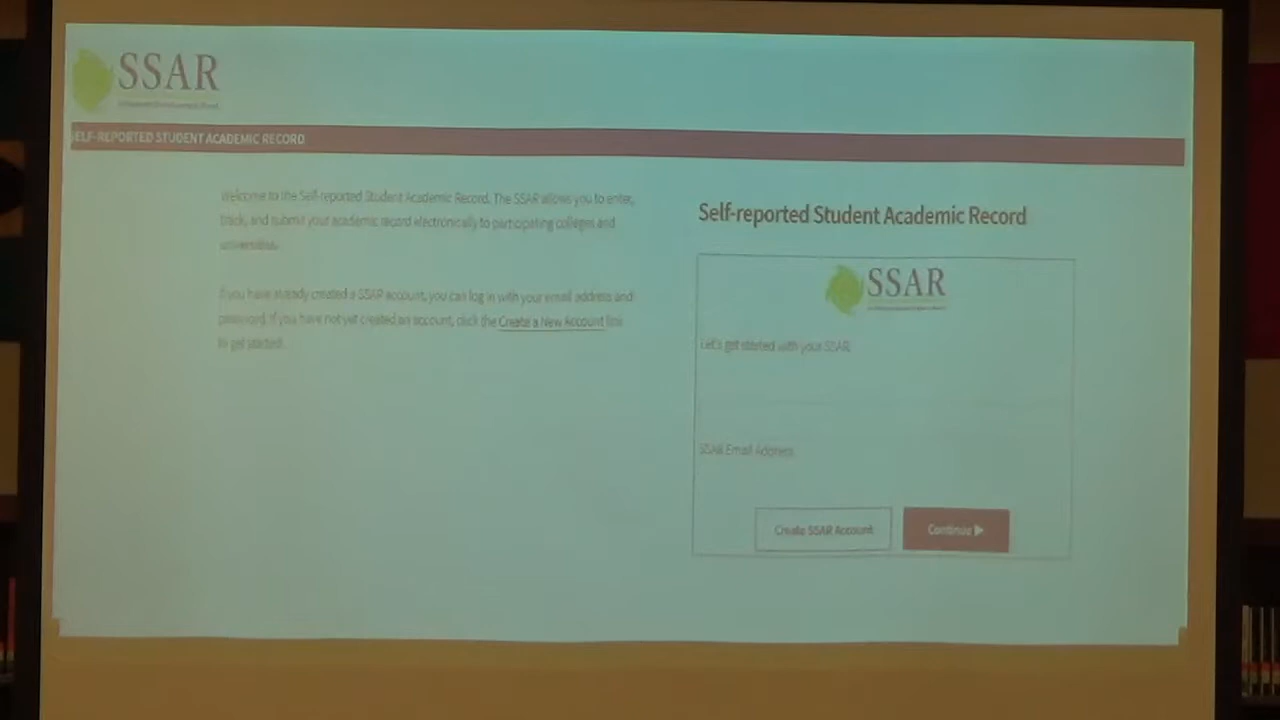 SSAR
SELF-REPORTED STUDENT ACADEMIC RECORD
Welcome to the Self-reported Student Academic Record. The SSAR allows you to enter,
track, and submit your academic record electronically to participating colleges and
universities.
If you have already created a SSAR account, you can log in with your email address and
password. If you have not yet created an account, click the Create a New Account link
to get started.
Self-reported Student Academic Record
SSAR
Let's get started with your SSAR.
SSAR Email Address
Create SSAR Account
Continue